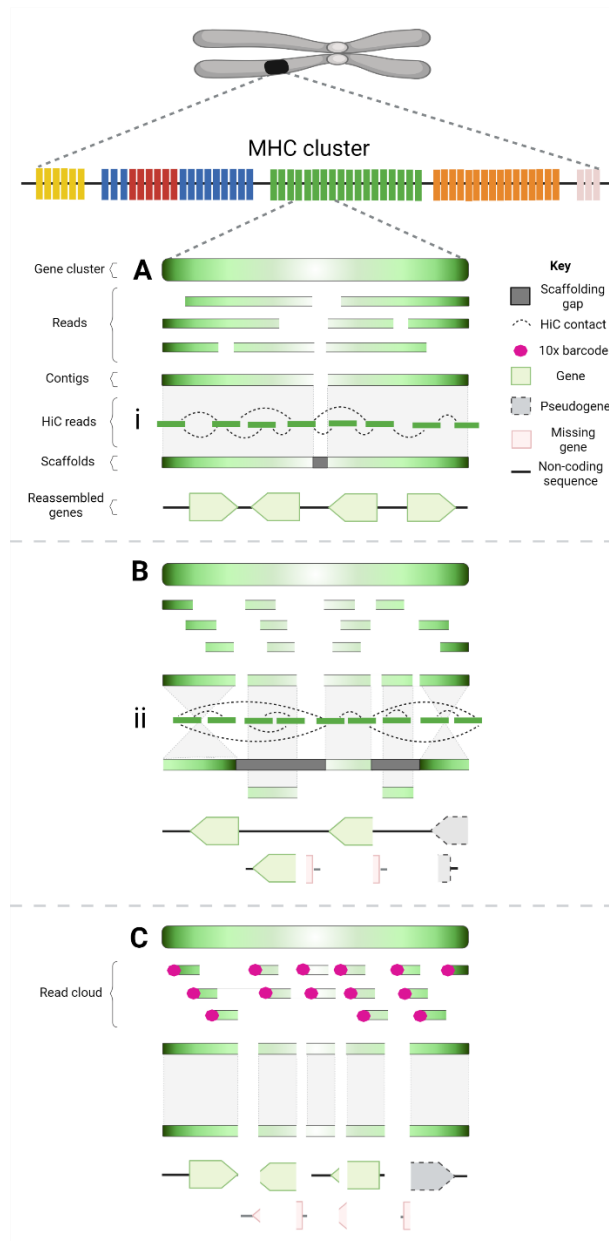 MHC cluster
A
Gene cluster
Reads
Contigs
HiC reads
i
Scaffolds
Reassembled
genes
Key
Scaffolding
gap
HiC contact
10x barcode
Gene
Pseudogene
Missing
gene
Non-coding
sequence
B
ii
C
Read cloud